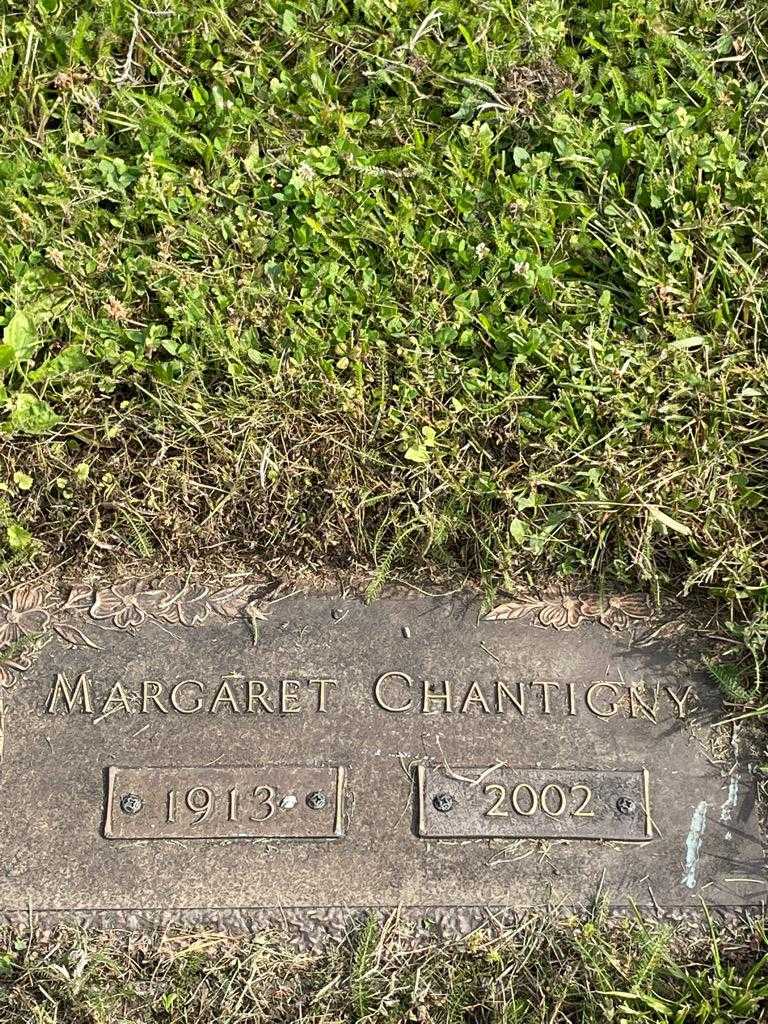 MARGARET C CHANTIGNY
1913 2002